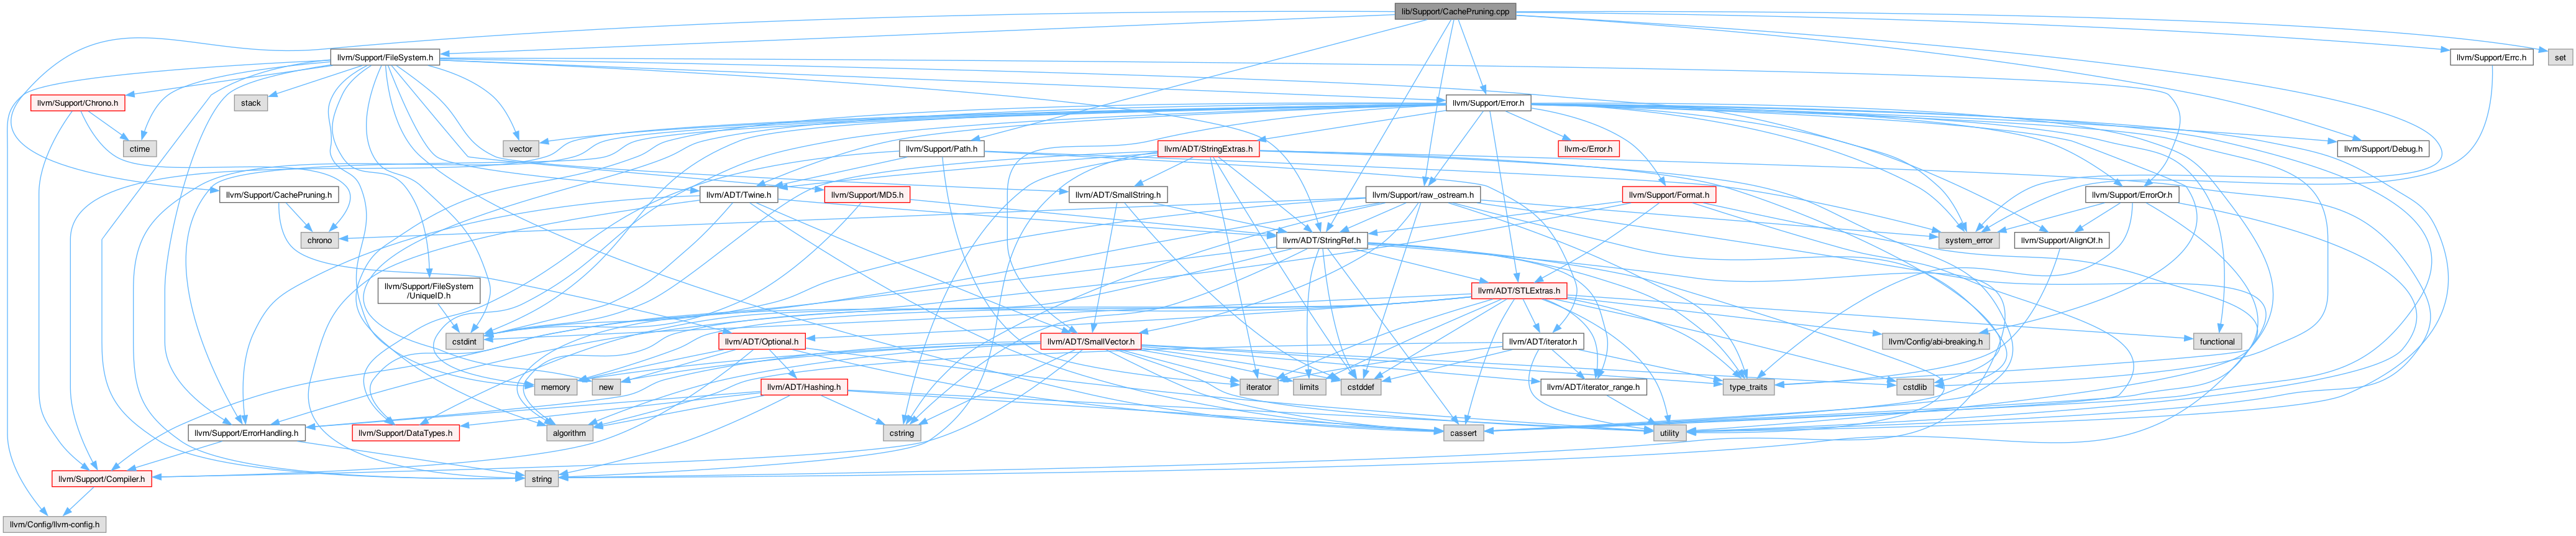 lib/Support/CachePruning.cpp
llvm/Support/FileSystem.h
llvm/Support/Errc.h
set
llvm/Support/Chrono.h
stack
llvm/Support/Error.h
ctime
vector
llvm/Support/Path.h
llvm/ADT/StringExtras.h
llvm-c/Error.h
llvm/Support/Debug.h
llvm/Support/CachePruning.h
llvm/ADT/Twine.h
llvm/Support/MD5.h
llvm/ADT/SmallString.h
llvm/Support/raw_ostream.h
llvm/Support/Format.h
llvm/Support/ErrorOr.h
chrono
llvm/ADT/StringRef.h
system_error
llvm/Support/AlignOf.h
llvm/Support/FileSystem
/UniqueID.h
llvm/ADT/STLExtras.h
cstdint
llvm/ADT/Optional.h
llvm/ADT/SmallVector.h
llvm/ADT/iterator.h
llvm/Config/abi-breaking.h
functional
memory
new
llvm/ADT/Hashing.h
iterator
limits
cstddef
llvm/ADT/iterator_range.h
type_traits
cstdlib
llvm/Support/ErrorHandling.h
llvm/Support/DataTypes.h
algorithm
cstring
cassert
utility
llvm/Support/Compiler.h
string
llvm/Config/llvm-config.h